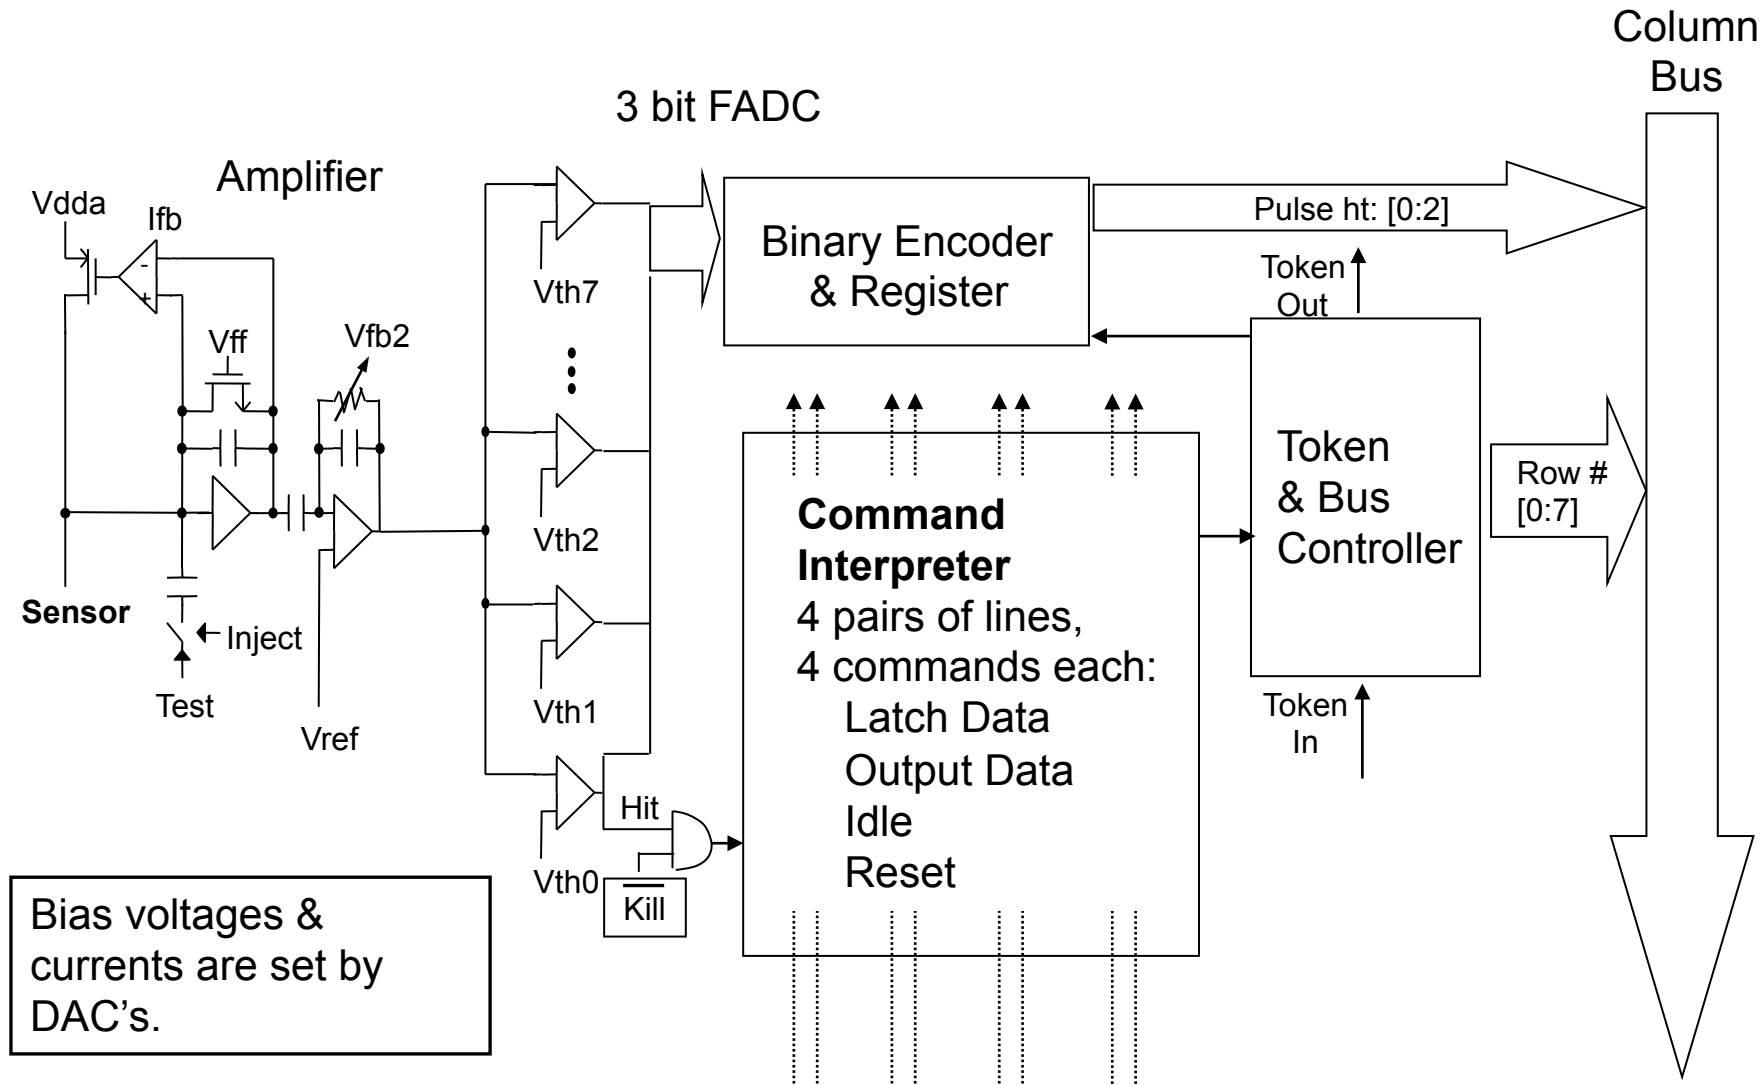 Column
Bus
3 bit FADC
Amplifier
Vdda
Ifb
-
+
Vff
Vfb2
Vth7
Binary Encoder
& Register
Pulse ht: [0:2]
Token
Out
Vth2
Command
Interpreter
4 pairs of lines,
4 commands each:
Latch Data
Output Data
Idle
Reset
Token
& Bus
Controller
Row #
[0:7]
Sensor
Inject
Test
Vref
Vth1
Token
In
Hit
Vth0
Kill
Bias voltages &
currents are set by
DAC’s.